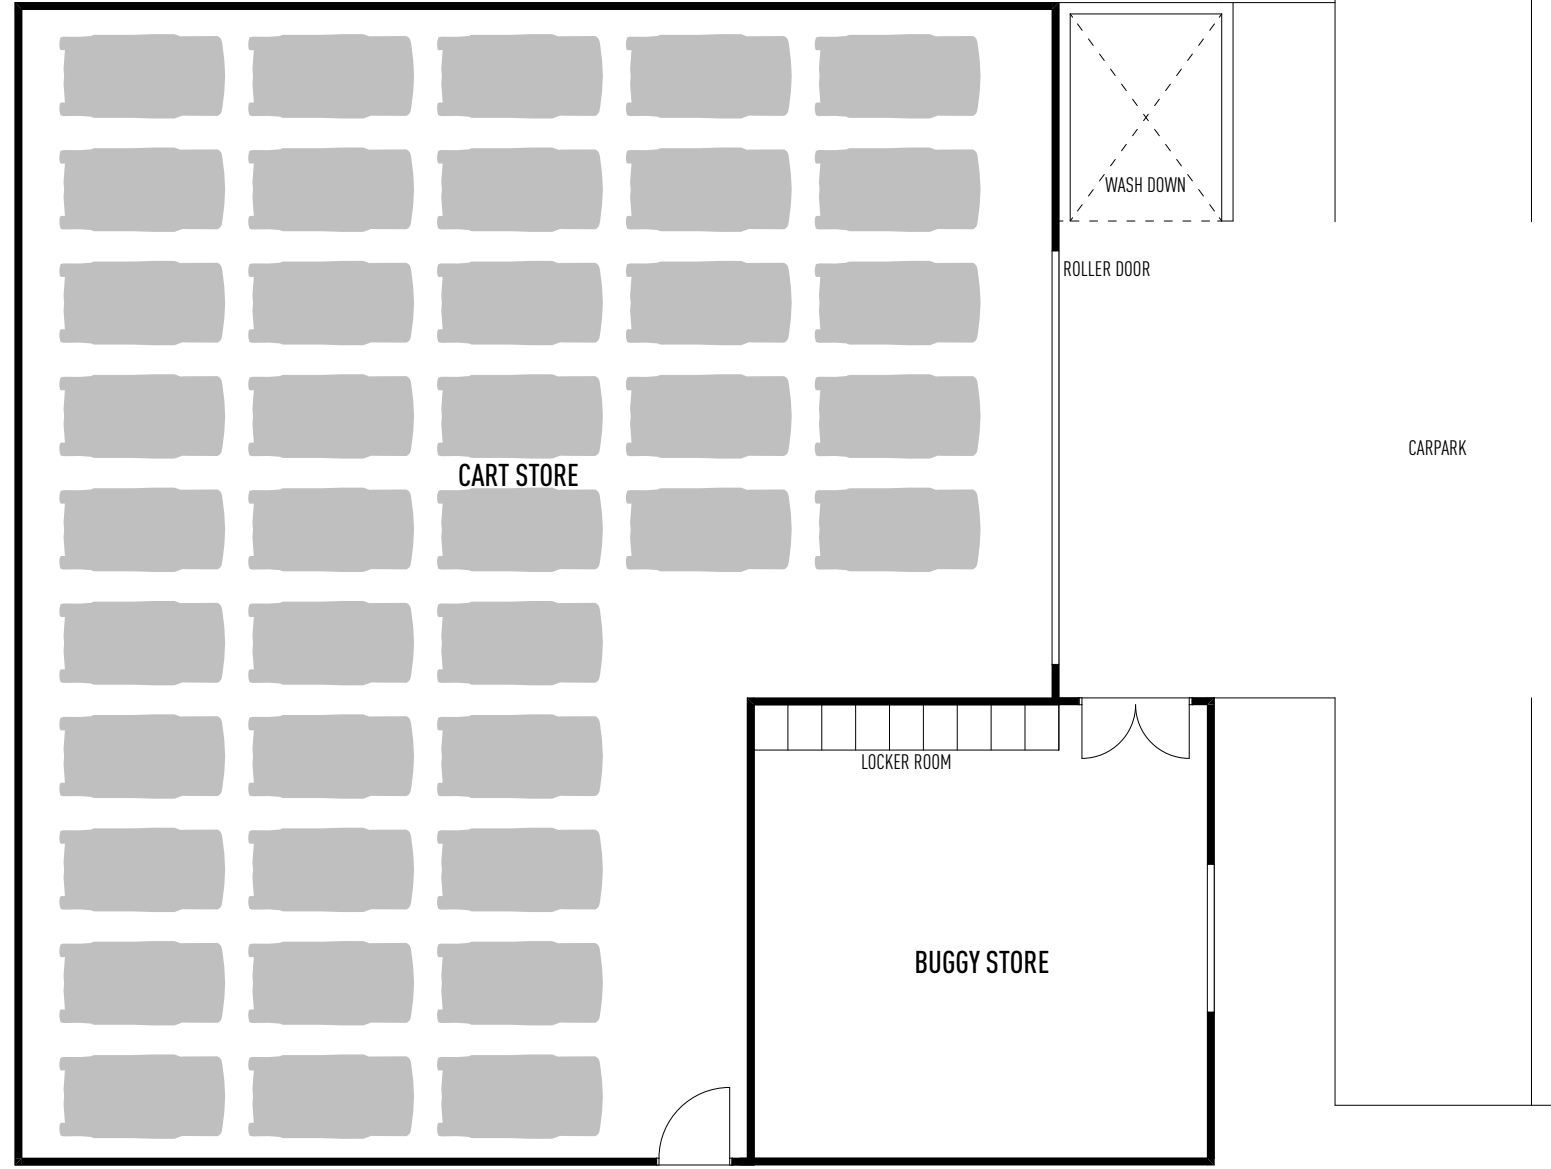 WASH DOWN
ROLLER DOOR
CARPARK
CART STORE
LOCKER ROOM
BUGGY STORE